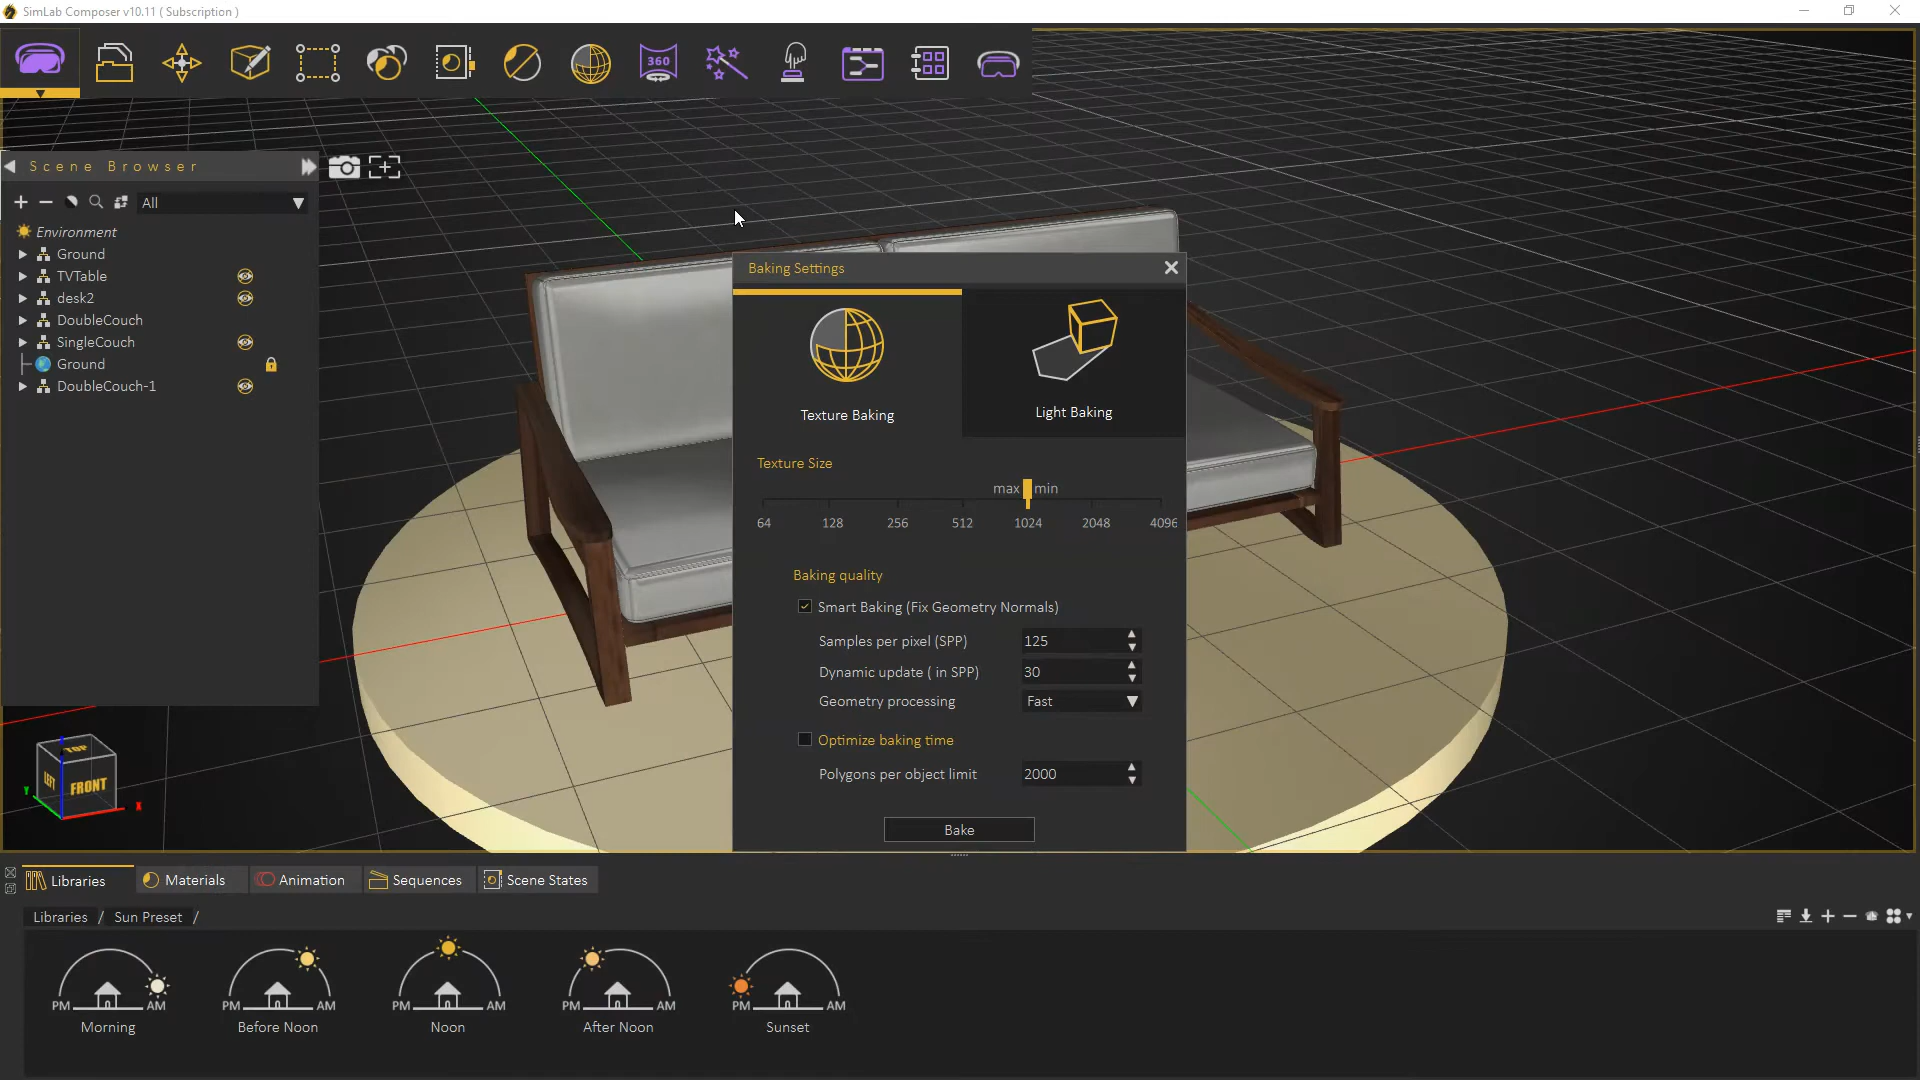 SimLab Composer v10.11 ( Subscription )
360
Scene Browser
All
Environment
Ground
TVTable
desk2
DoubleCouch
SingleCouch
Ground
DoubleCouch-1
Baking Settings
Texture Baking
Light Baking
Texture Size
max min
64 128 256 512 1024 2048 4096
Baking quality
Smart Baking (Fix Geometry Normals)
Samples per pixel (SPP) 125
Dynamic update ( in SPP) 30
Geometry processing Fast
Optimize baking time
Polygons per object limit 2000
Bake
TOP
LEFT FRONT
Y X
Libraries Materials Animation Sequences Scene States
Libraries / Sun Preset /
PM AM PM AM PM AM PM AM PM AM
Morning Before Noon Noon After Noon Sunset